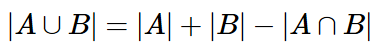 |A ∪ B| = |A| + |B| − |A ∩ B|